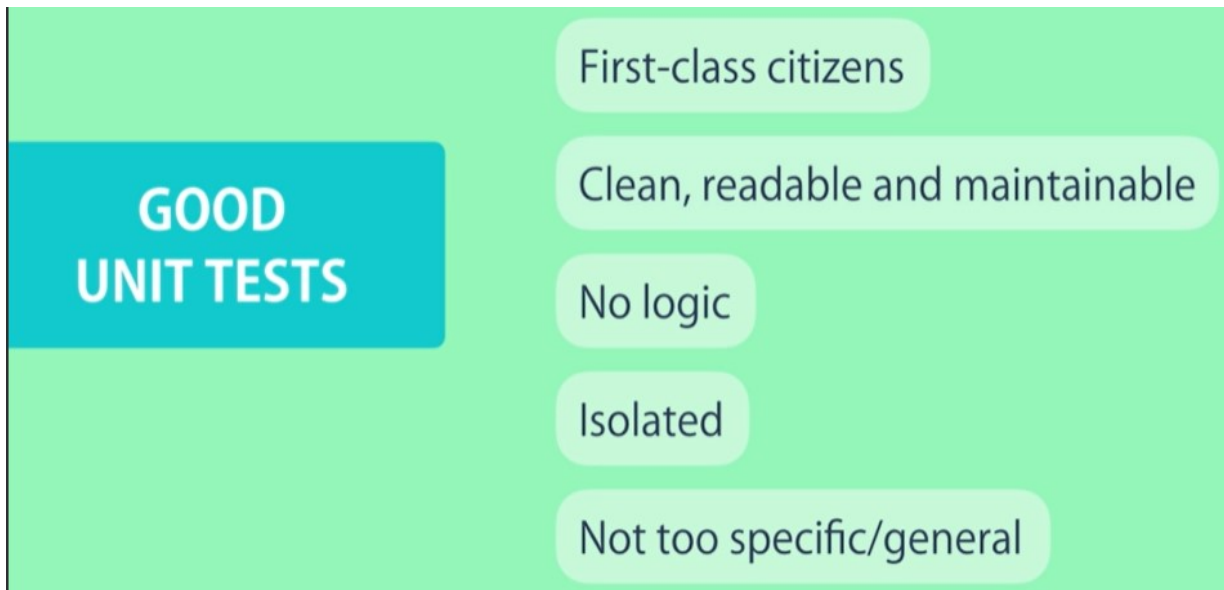 GOOD
UNIT TESTS
First-class citizens
Clean, readable and maintainable
No logic
Isolated
Not too specific/general